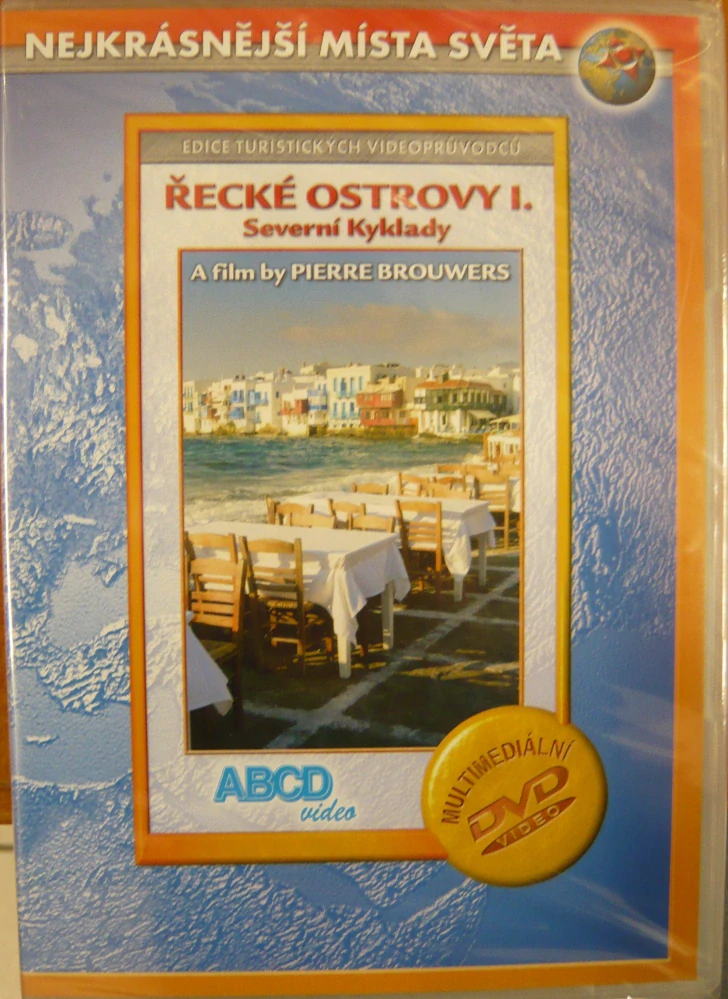 NEJKRÁSNĚJŠÍ MÍSTA SVĚTA
EDICE TURISTICKÝCH VIDEOPRŮVODCŮ
ŘECKÉ OSTROVY I.
Severní Kyklady
A film by PIERRE BROUWERS
ABCD
video
MULTIMEDIÁLNÍ
DVD
VIDEO